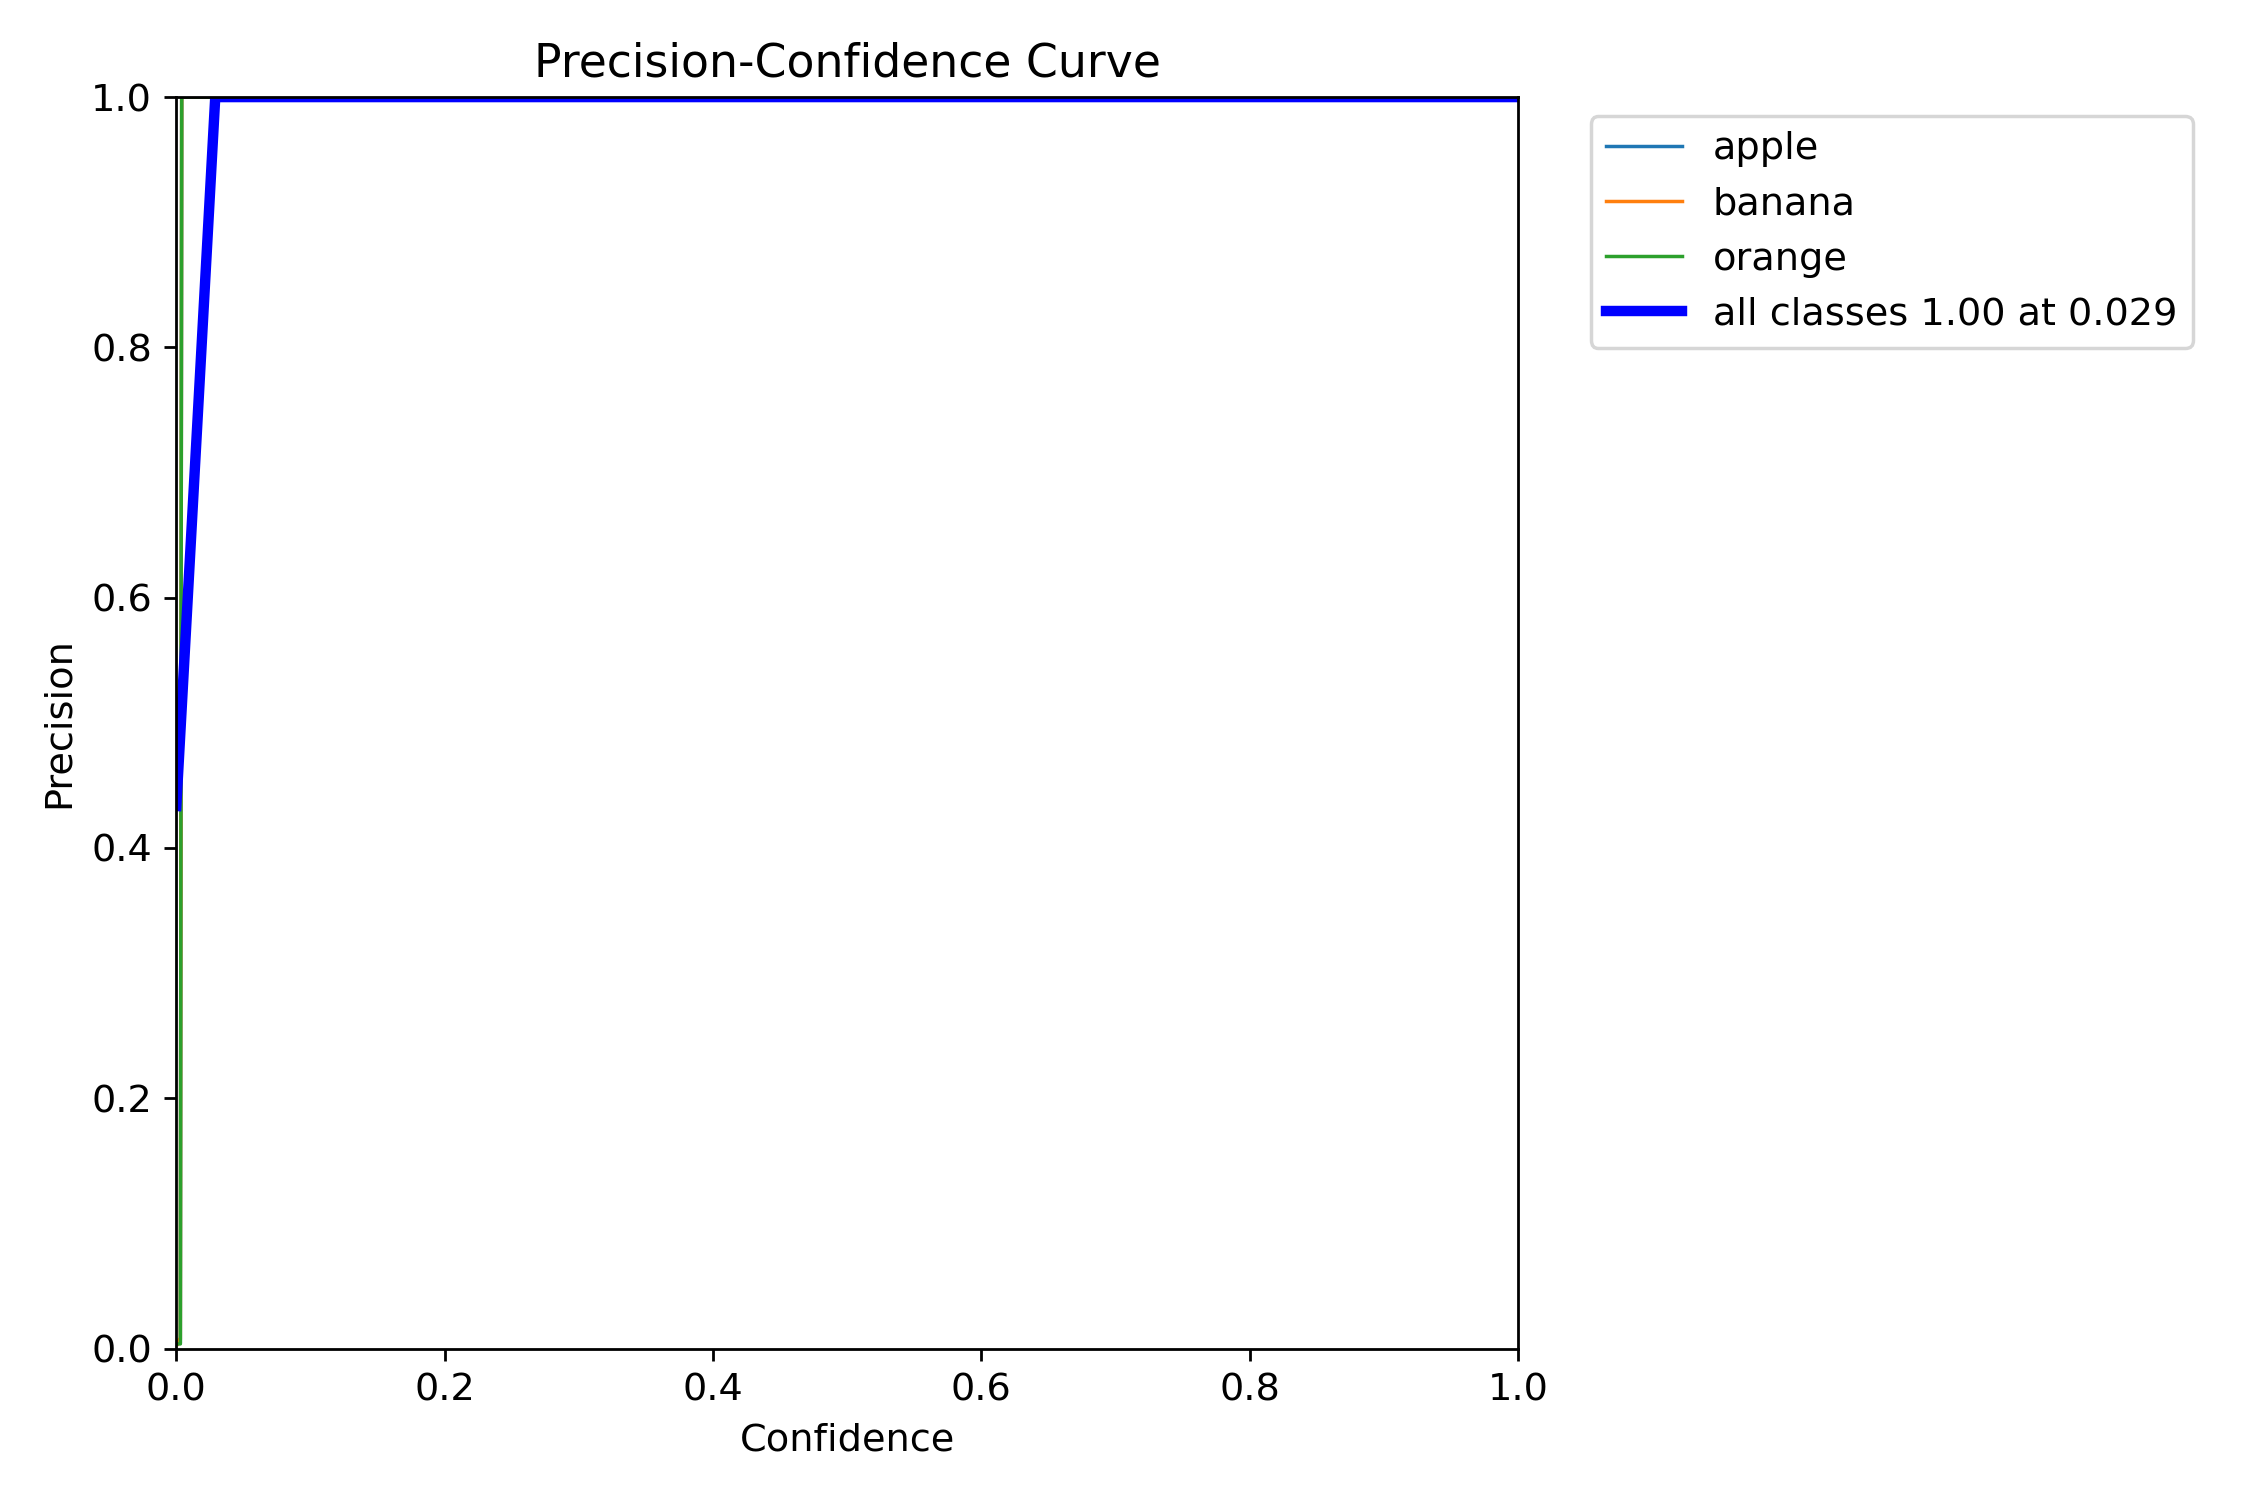 Precision-Confidence Curve
1.0
0.8
0.6
0.4
0.2
0.0
Precision
0.0 0.2 0.4 0.6 0.8 1.0
Confidence
apple
banana
orange
all classes 1.00 at 0.029